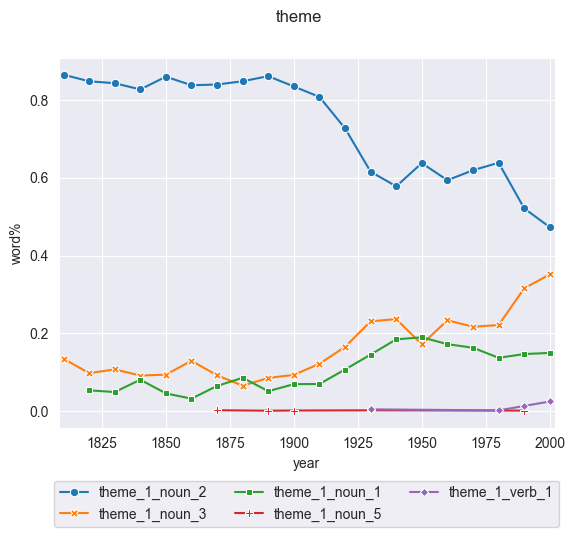 theme
0.8
0.6
0.4
0.2
0.0
word%
1825 1850 1875 1900 1925 1950 1975 2000
year
theme_1_noun_2 theme_1_noun_1 theme_1_verb_1
theme_1_noun_3 theme_1_noun_5